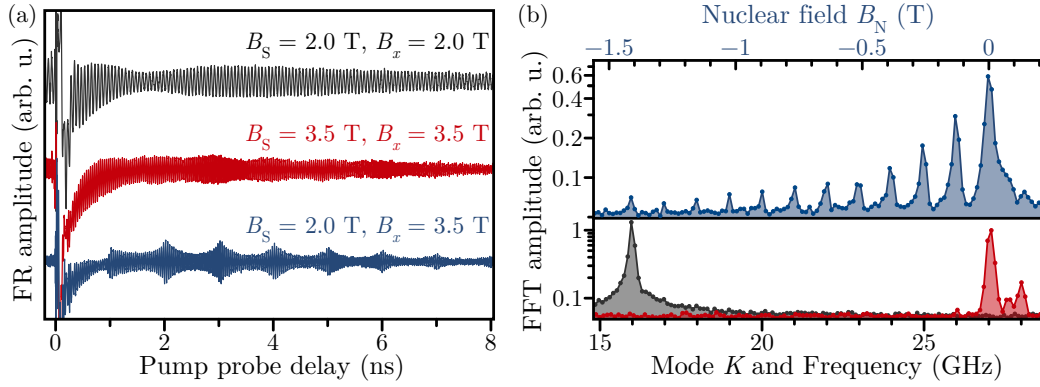 (a)
B_S = 2.0 T, B_x = 2.0 T
B_S = 3.5 T, B_x = 3.5 T
B_S = 2.0 T, B_x = 3.5 T
FR amplitude (arb. u.)
0 2 4 6 8
Pump probe delay (ns)
(b)
Nuclear field B_N (T)
−1.5 −1 −0.5 0
0.6
0.4
0.1
1
0.1
FFT amplitude (arb. u.)
15 20 25
Mode K and Frequency (GHz)